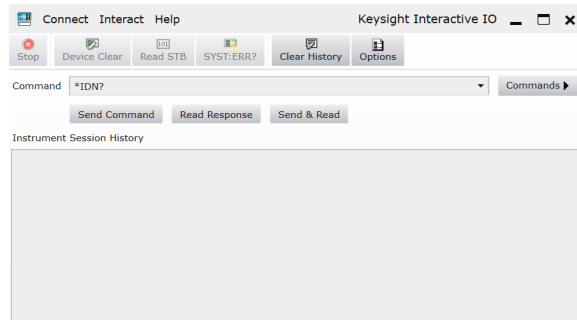 Connect Interact Help Keysight Interactive IO
Stop Device Clear Read STB SYST:ERR? Clear History Options
Command *IDN? Commands
Send Command Read Response Send & Read
Instrument Session History